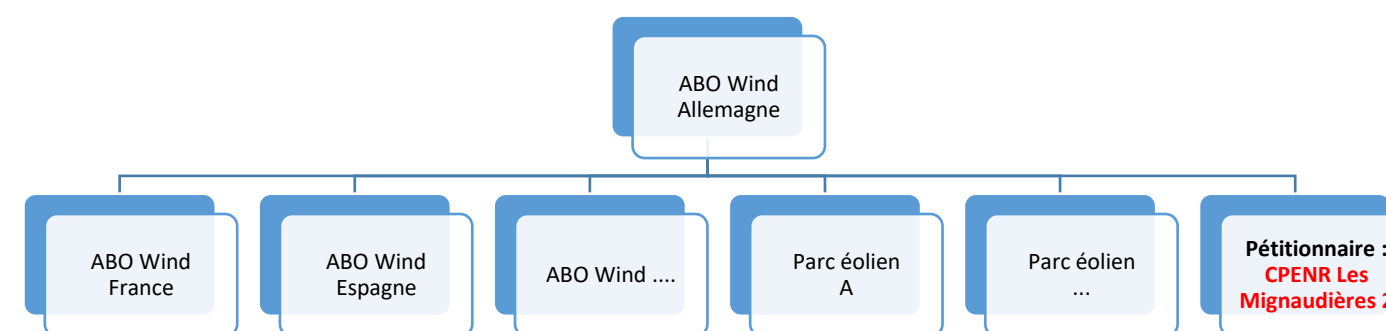 ABO Wind
Allemagne
ABO Wind
France
ABO Wind
Espagne
ABO Wind ....
Parc éolien
A
Parc éolien
...
Pétitionnaire :
CPENR Les
Mignaudières 2